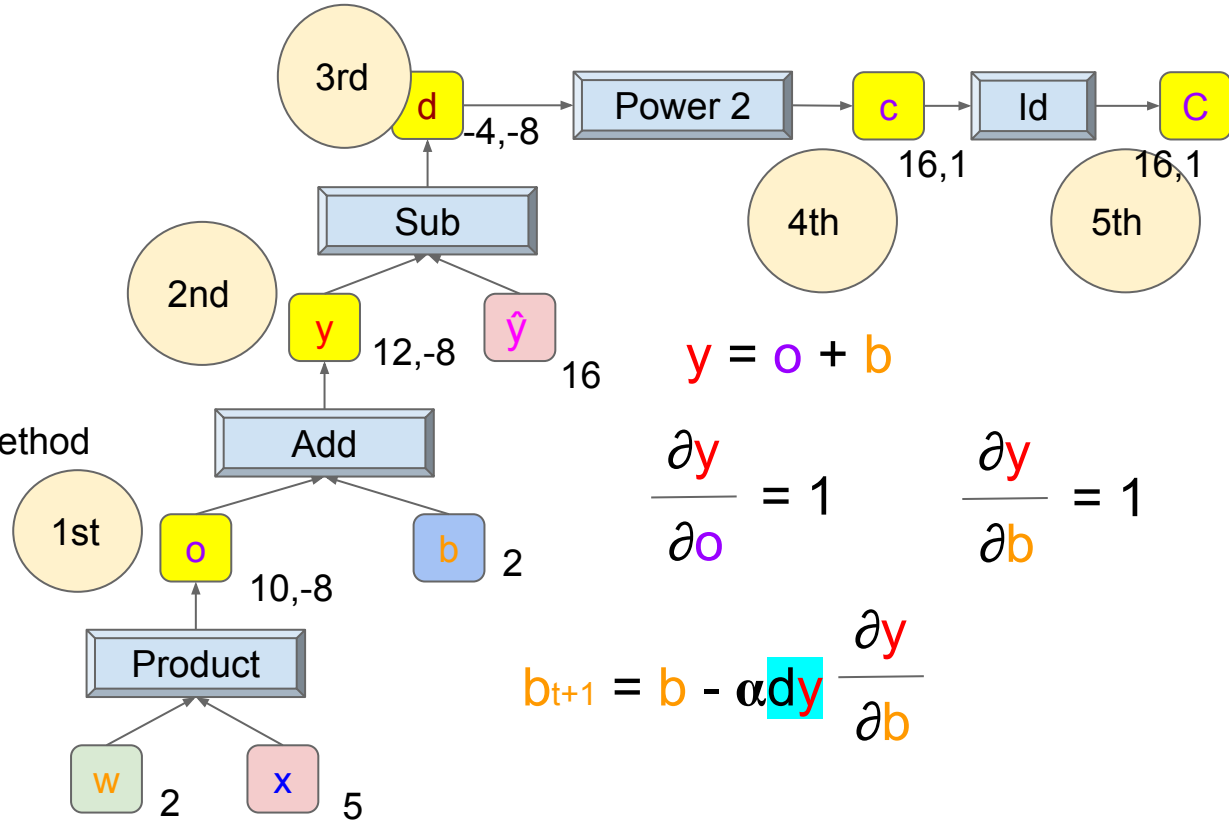 3rd
d
-4,-8
Power 2
c
16,1
Id
C
16,1
4th
5th
Sub
2nd
y
12,-8
ŷ
16
y = o + b
ethod
Add
∂y
∂o
= 1
∂y
∂b
= 1
1st
o
10,-8
b
2
Product
bt+1 = b - αdy
∂y
∂b
w
2
x
5